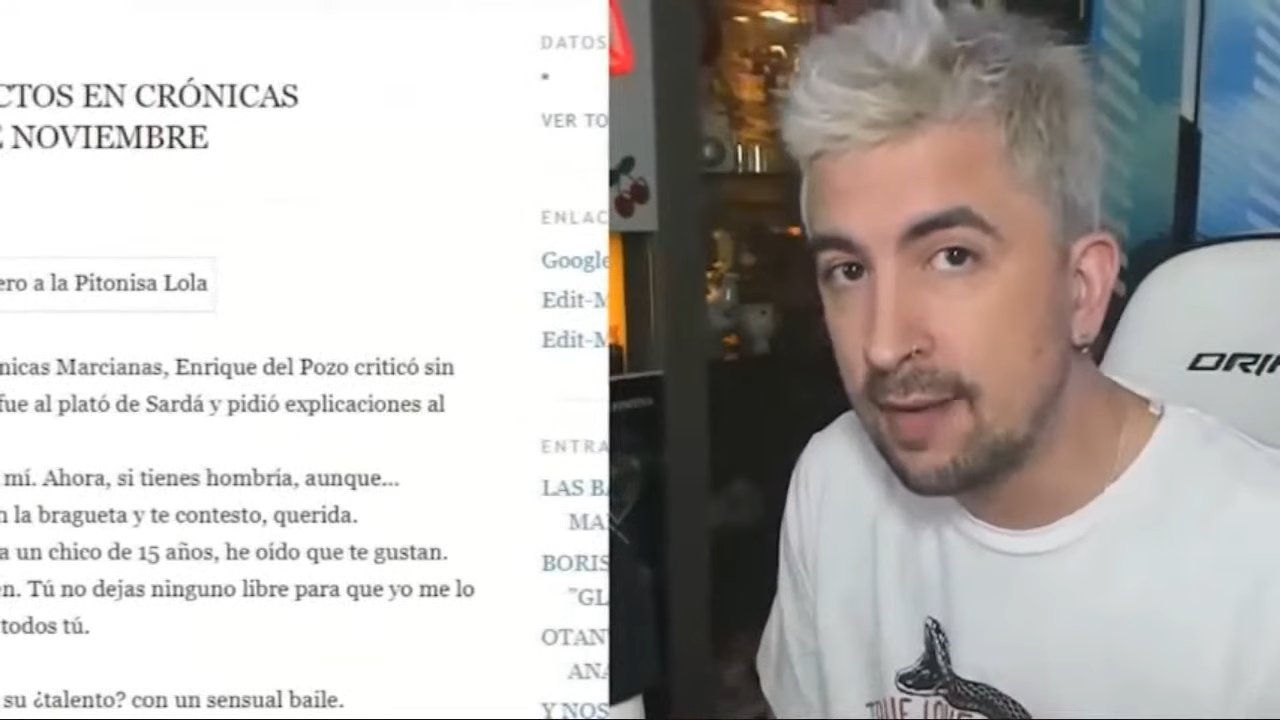 CTOS EN CRÓNICAS
E NOVIEMBRE
ero a la Pitonisa Lola
nicas Marcianas, Enrique del Pozo criticó sin
fue al plató de Sardá y pidió explicaciones al
mí. Ahora, si tienes hombría, aunque...
n la bragueta y te contesto, querida.
a un chico de 15 años, he oído que te gustan.
en. Tú no dejas ninguno libre para que yo me lo
todos tú.
su ¿talento? con un sensual baile.
DATOS
VER TO
ENLAC
Google
Edit-M
Edit-M
ENTRA
LAS BA
MA
BORIS
"GL
OTAN
ANA
Y NOS
DRIF
TRUE LOVE